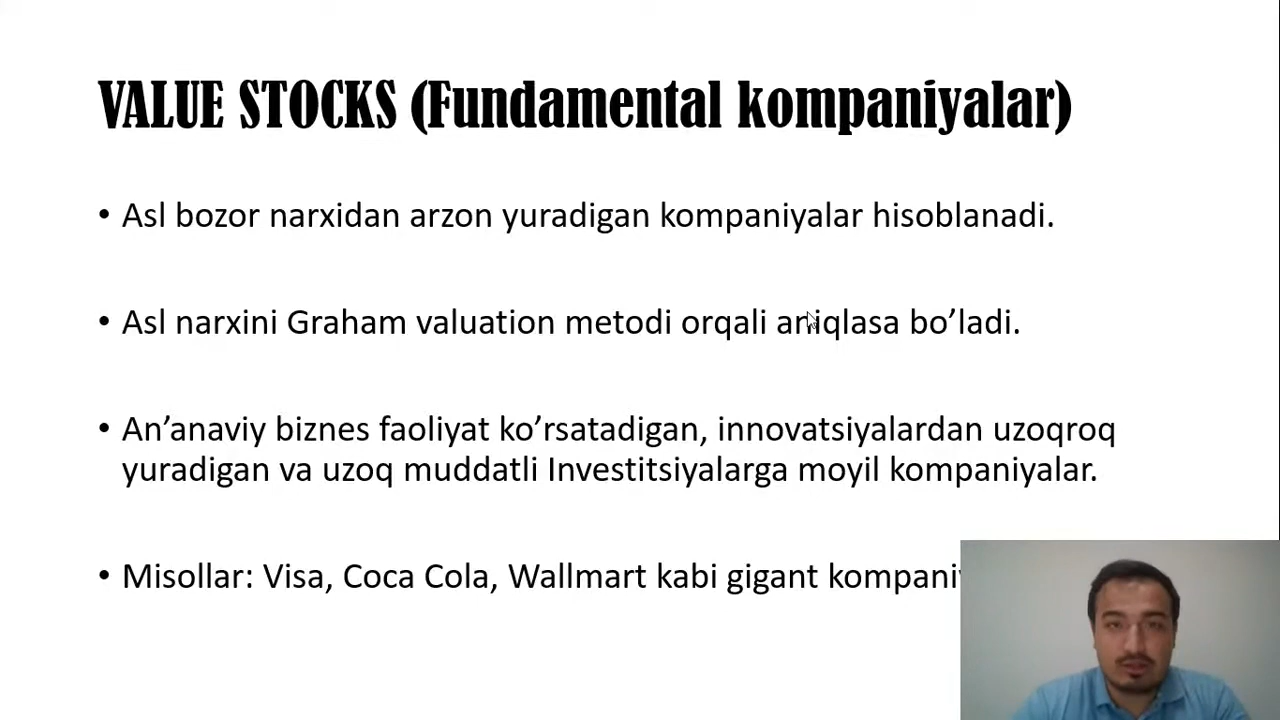 VALUE STOCKS (Fundamental kompaniyalar)
• Asl bozor narxidan arzon yuradigan kompaniyalar hisoblanadi.
• Asl narxini Graham valuation metodi orqali aniqlasa bo’ladi.
• An’anaviy biznes faoliyat ko’rsatadigan, innovatsiyalardan uzoqroq
yuradigan va uzoq muddatli Investitsiyalarga moyil kompaniyalar.
• Misollar: Visa, Coca Cola, Wallmart kabi gigant